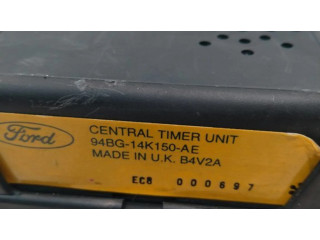 Ford
CENTRAL TIMER UNIT
94BG-14K150-AE
MADE IN U.K. B4V2A
EC8 000697